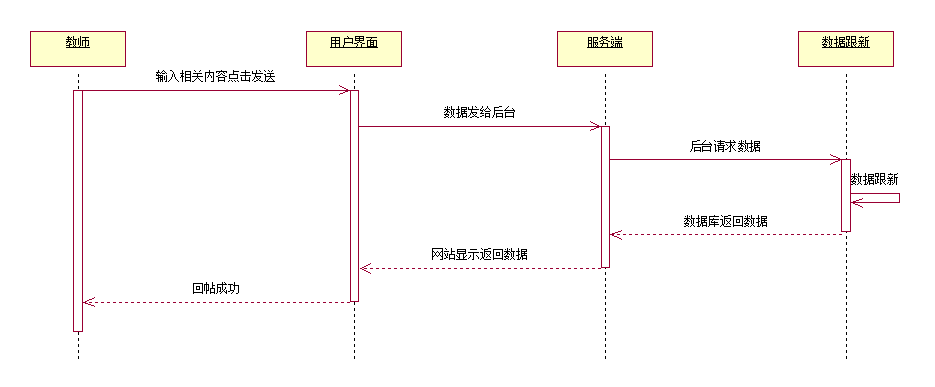 教师
用户界面
服务端
数据跟新
输入相关内容点击发送
数据发给后台
后台请求数据
数据跟新
数据库返回数据
网站显示返回数据
回帖成功